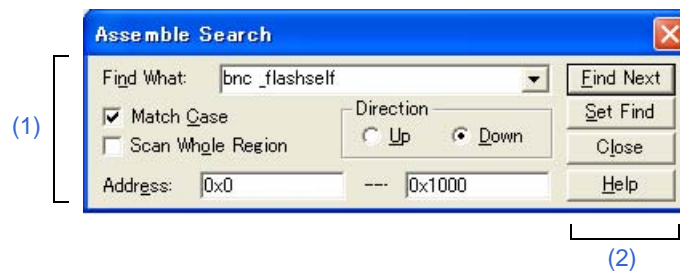 Assemble Search
Find What: bnc _flashself Find Next
Match Case Direction Set Find
Scan Whole Region Up Down Close
Address: 0x0 --- 0x1000 Help
(1)
(2)